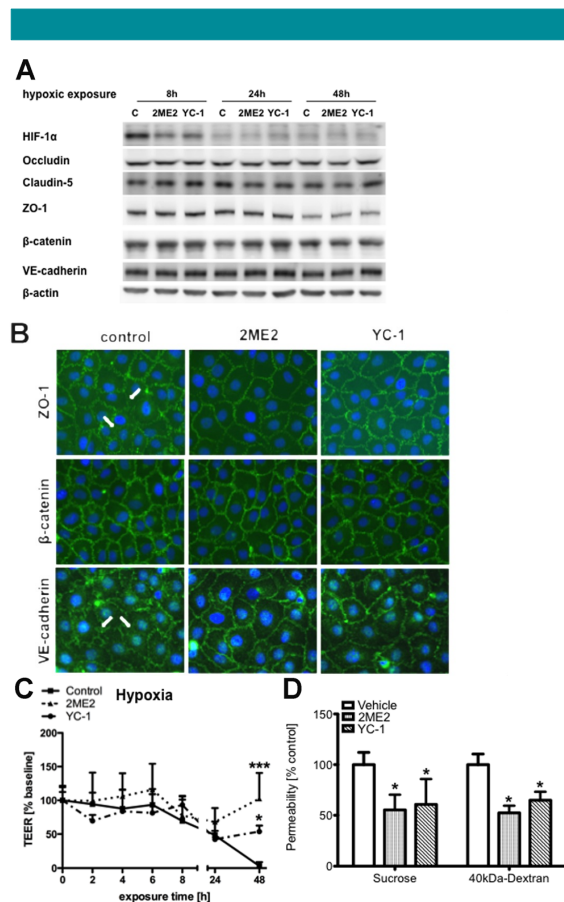 A
hypoxic exposure 8h 24h 48h
C 2ME2 YC-1 C 2ME2 YC-1 C 2ME2 YC-1
HIF-1α
Occludin
Claudin-5
ZO-1
β-catenin
VE-cadherin
β-actin
B
control 2ME2 YC-1
ZO-1
β-catenin
VE-cadherin
C
Hypoxia
Control
2ME2
YC-1
TEER [% baseline]
200
150
100
50
0
***
*
0 2 4 6 8 24 48
exposure time [h]
D
Vehicle
2ME2
YC-1
Permeability [% control]
150
100
50
0
* * * *
Sucrose 40kDa-Dextran